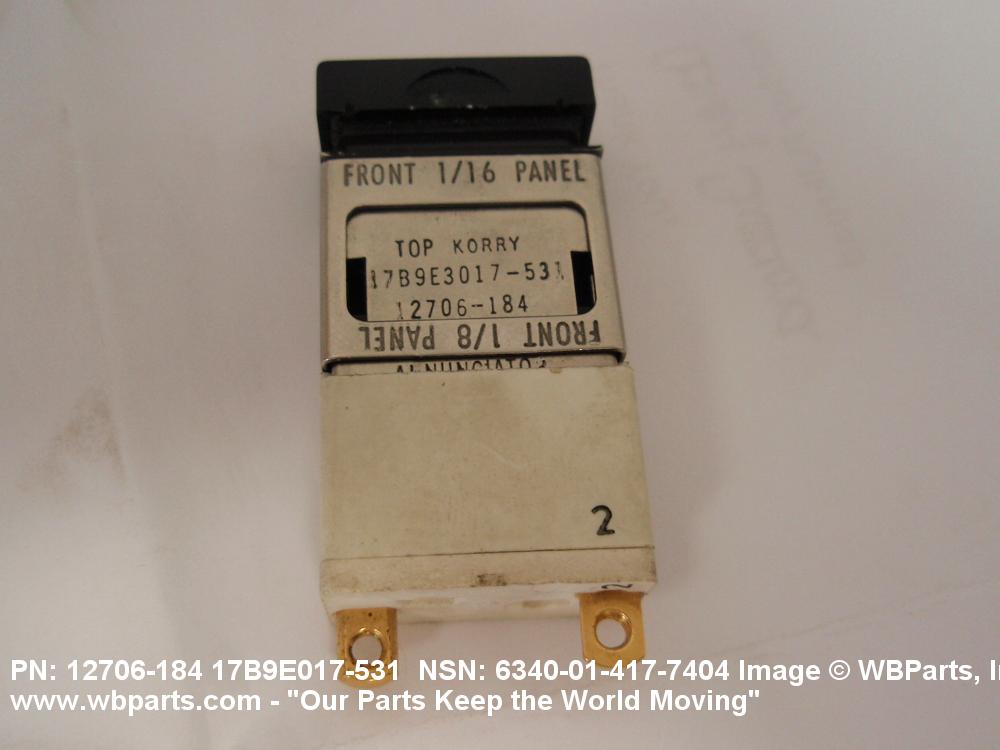 FRONT 1/16 PANEL
TOP KORRY
17B9E3017-531
12706-184
FRONT 1/8 PANEL
2
PN: 12706-184 17B9E017-531 NSN: 6340-01-417-7404 Image © WBParts, In
www.wbparts.com - "Our Parts Keep the World Moving"